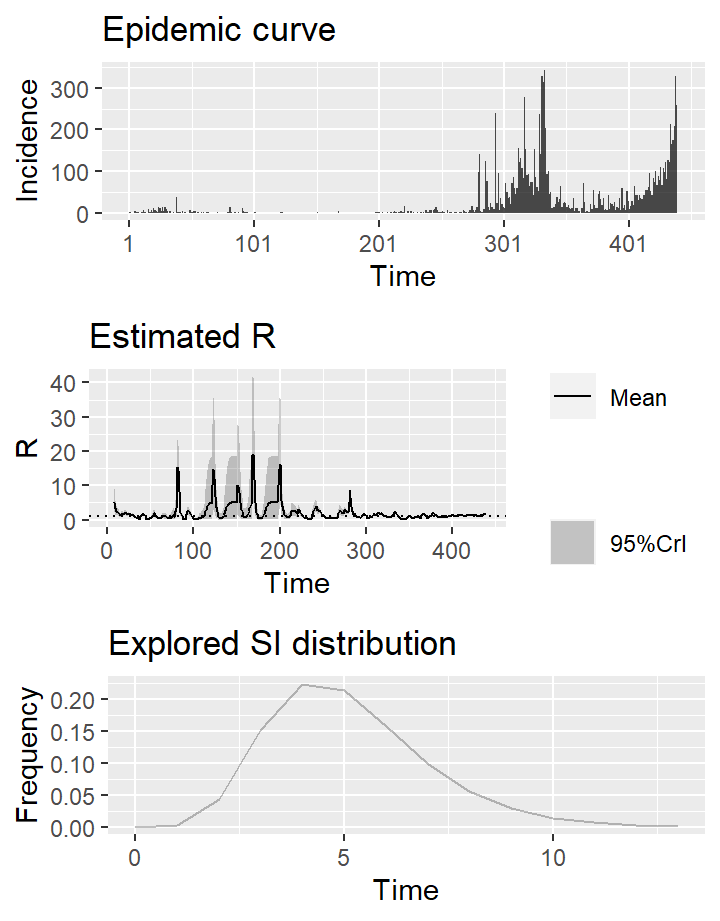 Epidemic curve
Incidence
300
200
100
0
1 101 201 301 401
Time
Estimated R
R
40
30
20
10
0
0 100 200 300 400
Time
Mean
95%CrI
Explored SI distribution
Frequency
0.20
0.15
0.10
0.05
0.00
0 5 10
Time